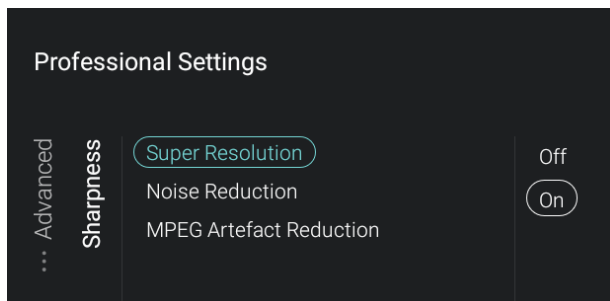 Professional Settings
... Advanced
Sharpness
Super Resolution
Noise Reduction
MPEG Artefact Reduction
Off
On